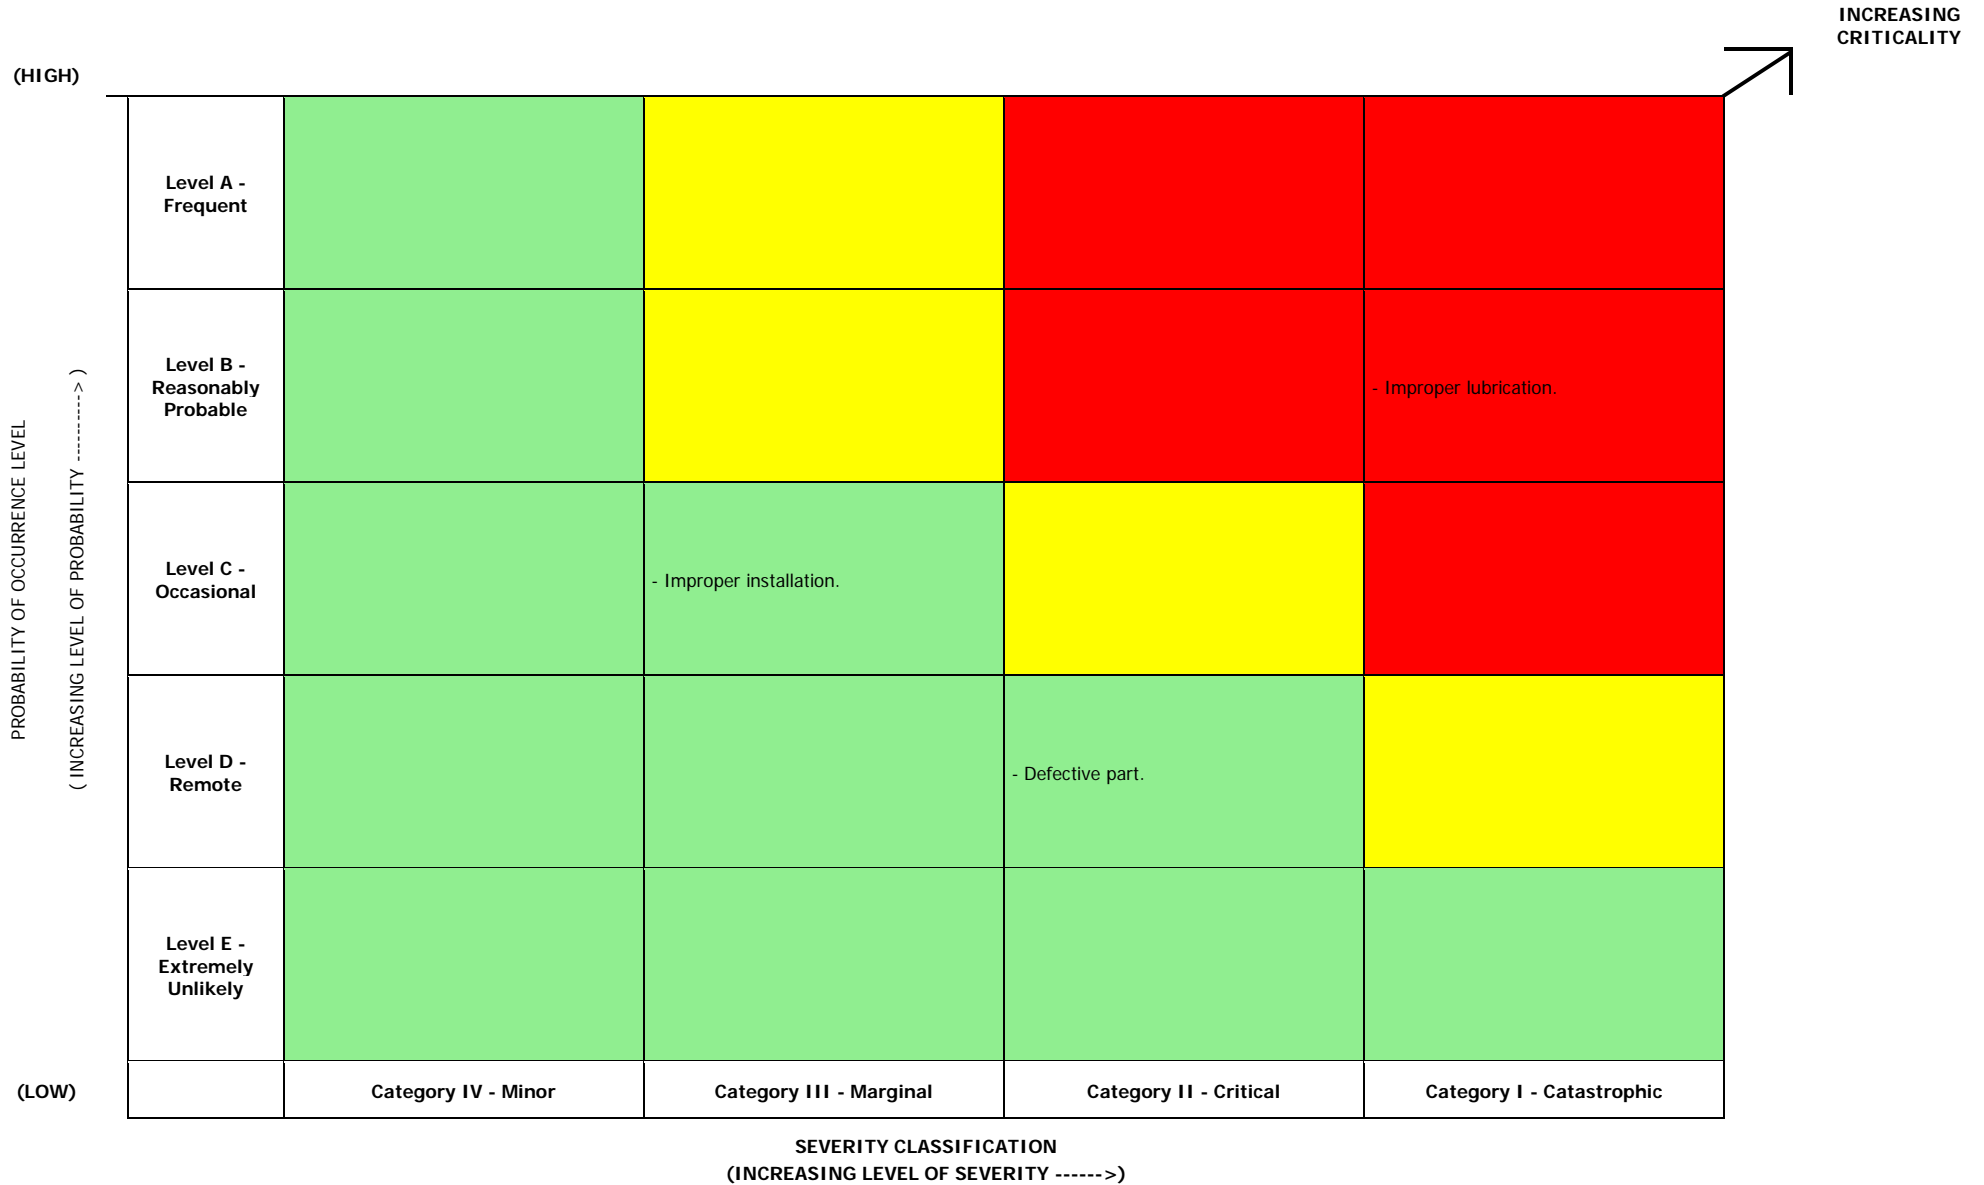 INCREASING
CRITICALITY
(HIGH)
Level A -
Frequent
Level B -
Reasonably
Probable
- Improper lubrication.
PROBABILITY OF OCCURRENCE LEVEL
( INCREASING LEVEL OF PROBABILITY ----------> )
Level C -
Occasional
- Improper installation.
Level D -
Remote
- Defective part.
Level E -
Extremely
Unlikely
(LOW)
Category IV - Minor
Category III - Marginal
Category II - Critical
Category I - Catastrophic
SEVERITY CLASSIFICATION
(INCREASING LEVEL OF SEVERITY ------>)